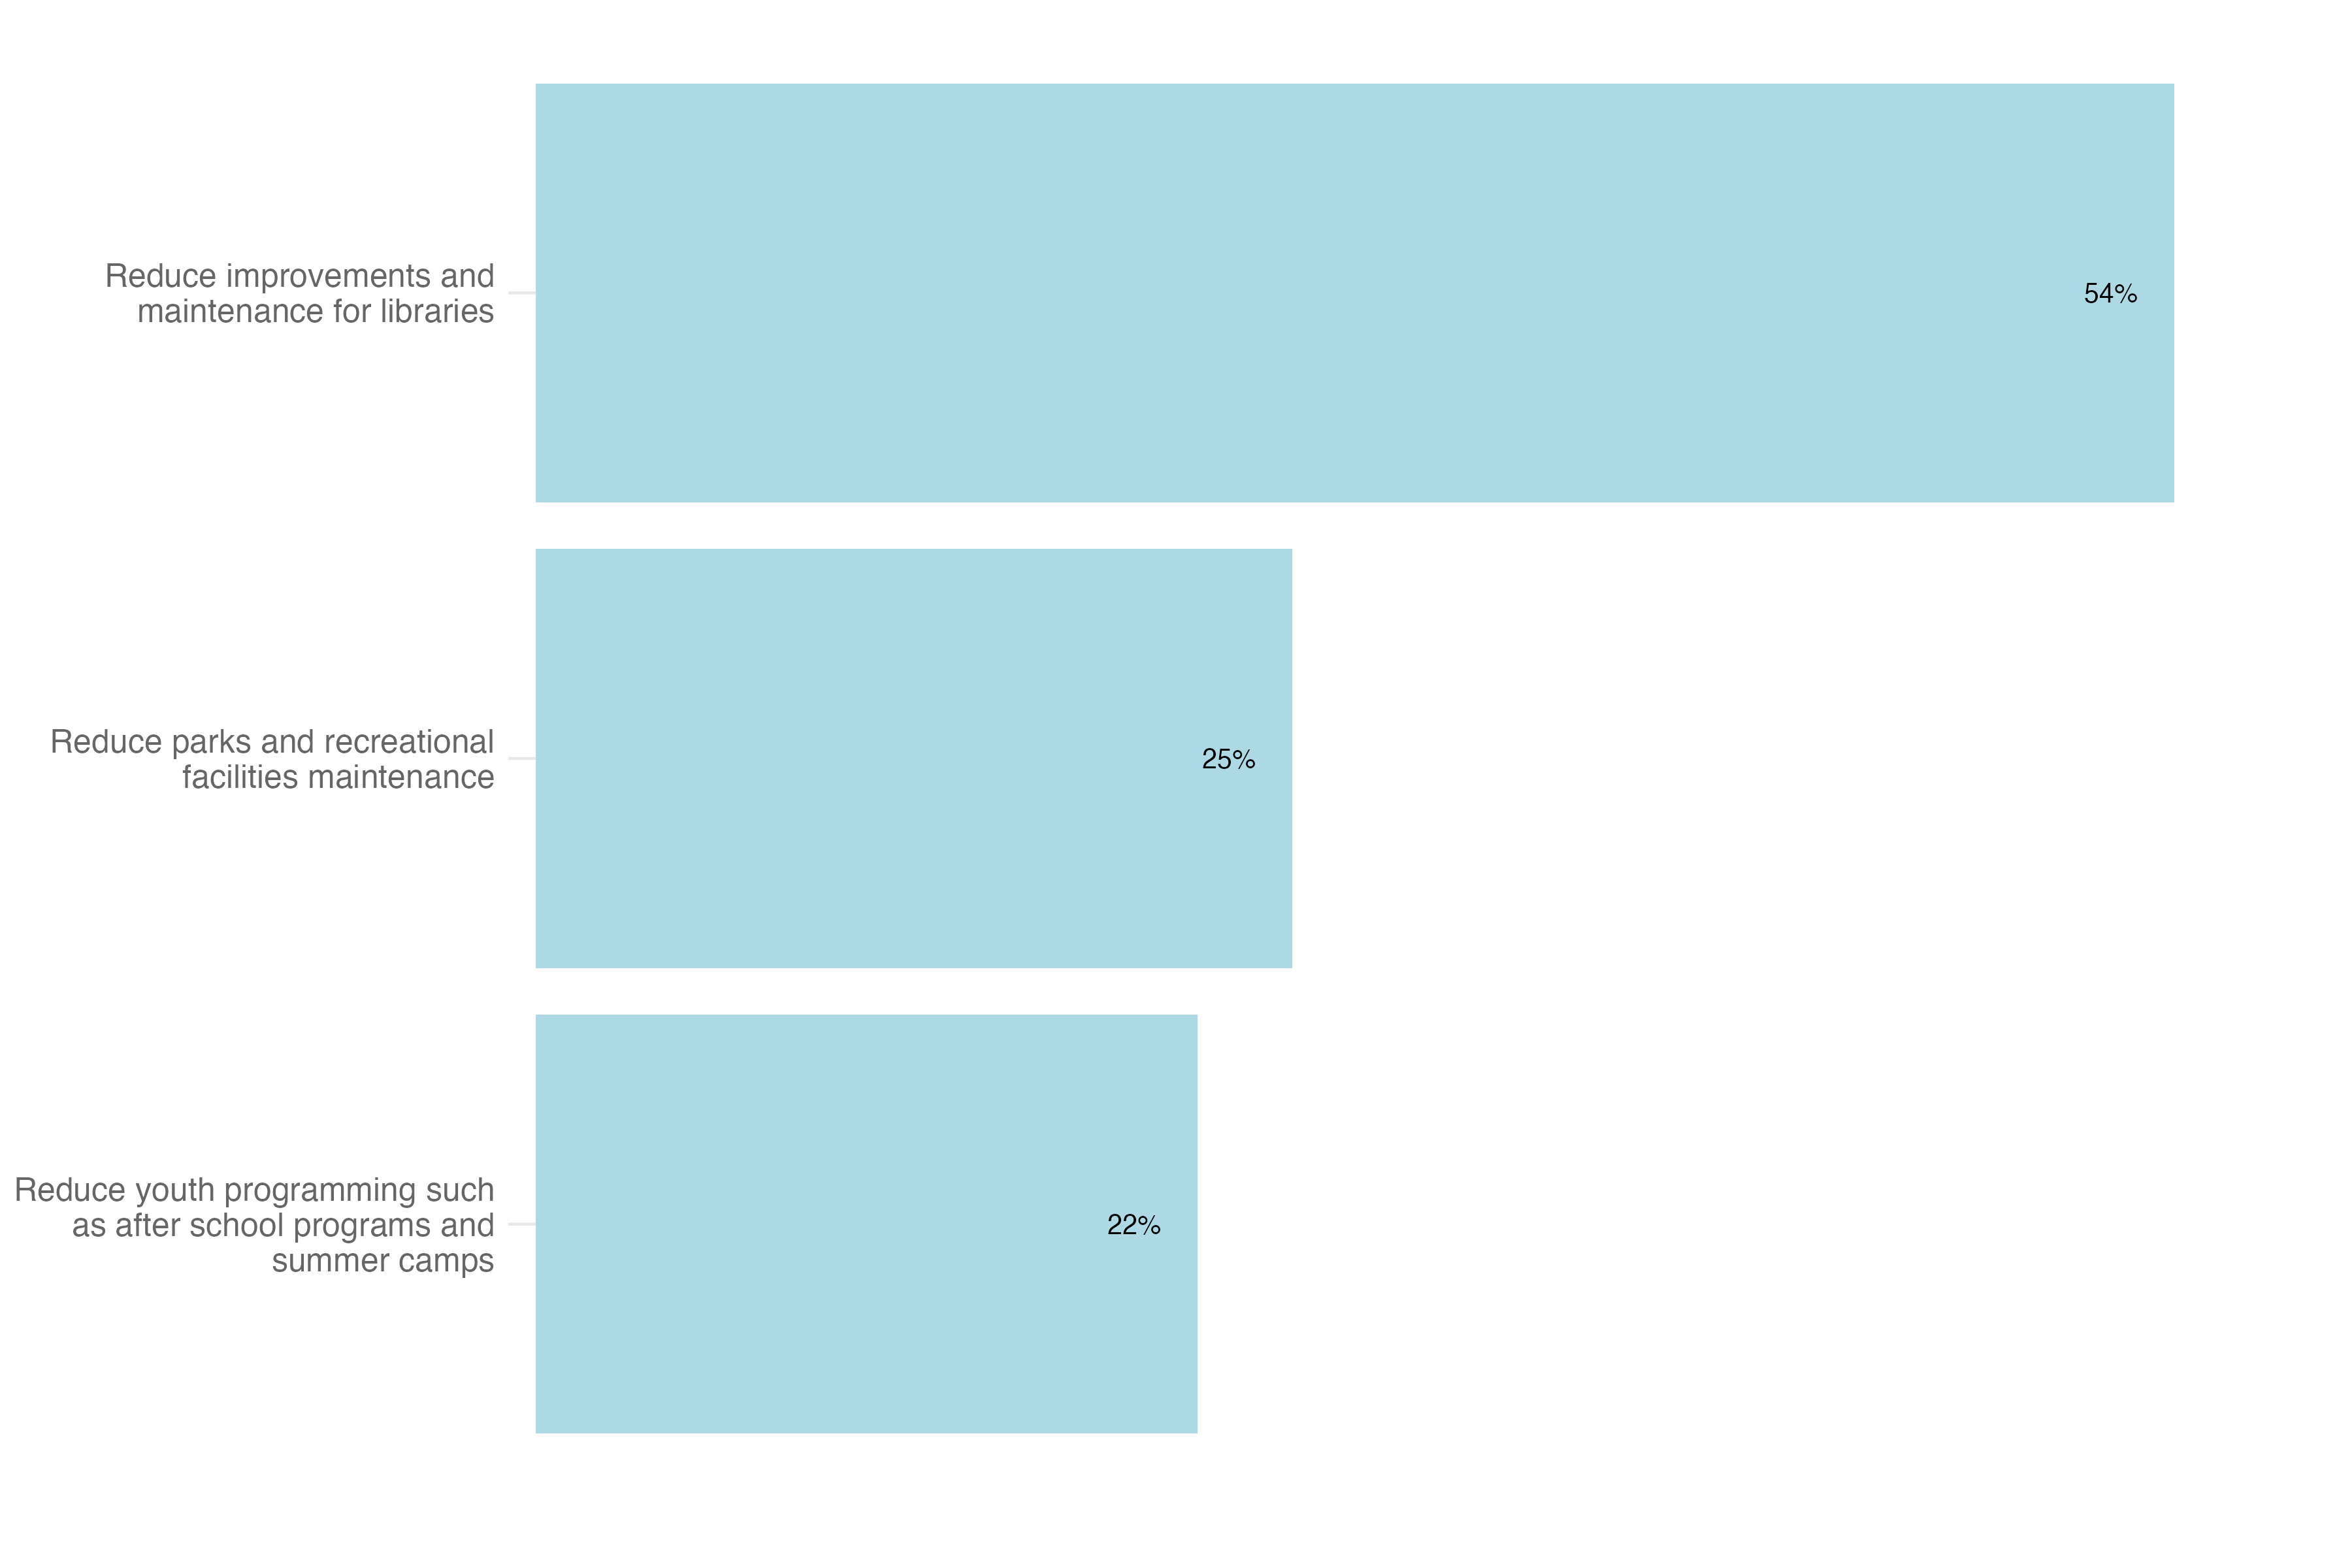 Reduce improvements and
maintenance for libraries
54%
Reduce parks and recreational
facilities maintenance
25%
Reduce youth programming such
as after school programs and
summer camps
22%